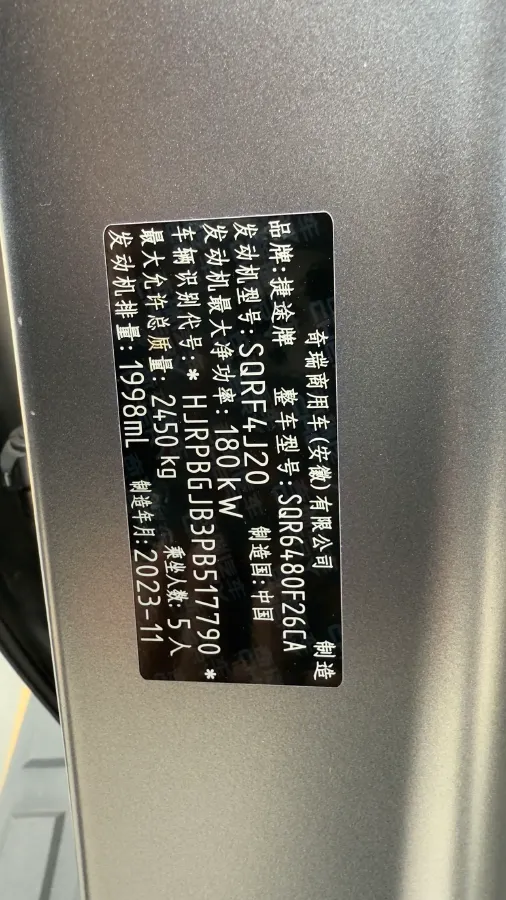 奇瑞商用车(安徽)有限公司 制造
品牌:捷途牌 整车型号:SQR6480F26CA
发动机型号:SQRF4J20 制造国:中国
发动机最大净功率:180kW
车辆识别代号:* HJRPBGJB3PB517790 *
最大允许总质量:2450kg 乘坐人数:5人
发动机排量:1998mL 制造年月:2023-11